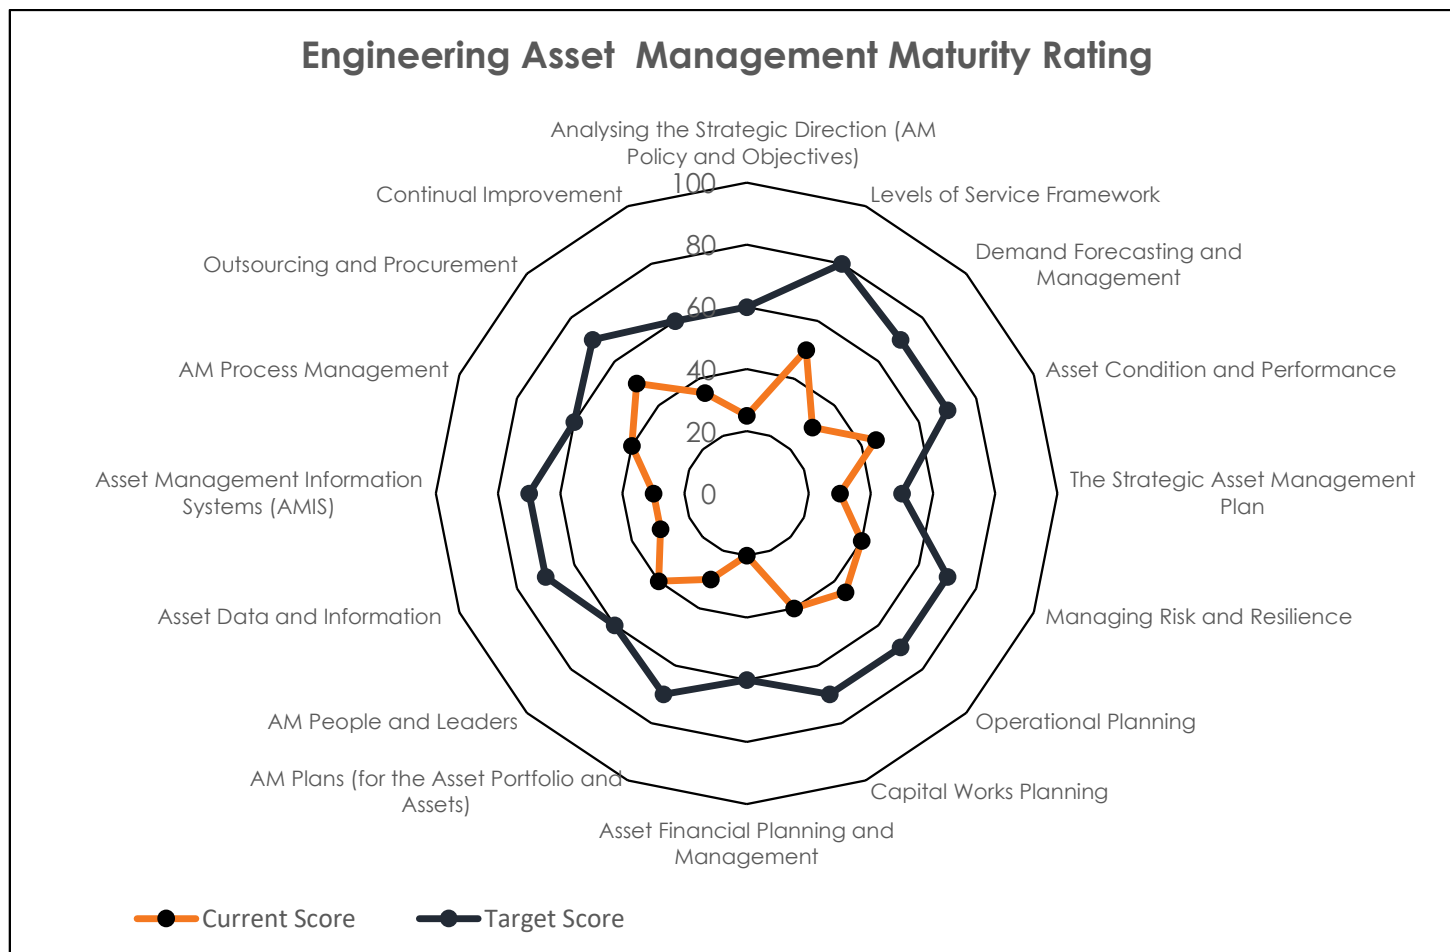 Engineering Asset  Management Maturity Rating
Analysing the Strategic Direction (AM
Policy and Objectives)
Continual Improvement
Levels of Service Framework
Outsourcing and Procurement
Demand Forecasting and
Management
AM Process Management
Asset Condition and Performance
Asset Management Information
Systems (AMIS)
The Strategic Asset Management
Plan
Asset Data and Information
Managing Risk and Resilience
AM People and Leaders
Operational Planning
AM Plans (for the Asset Portfolio and
Assets)
Capital Works Planning
Asset Financial Planning and
Management
100
80
60
40
20
0
Current Score
Target Score